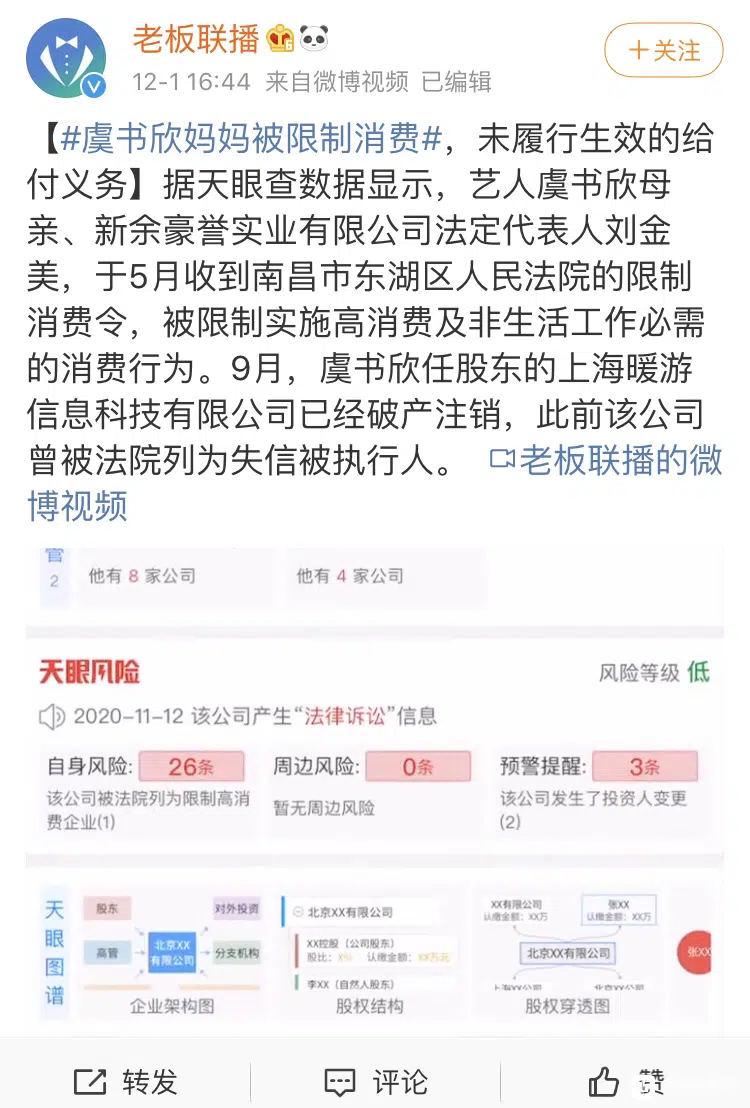 老板联播
+关注
12-1 16:44 来自微博视频 已编辑
【#虞书欣妈妈被限制消费#，未履行生效的给
付义务】据天眼查数据显示，艺人虞书欣母
亲、新余豪誉实业有限公司法定代表人刘金
美，于5月收到南昌市东湖区人民法院的限制
消费令，被限制实施高消费及非生活工作必需
的消费行为。9月，虞书欣任股东的上海暖游
信息科技有限公司已经破产注销，此前该公司
曾被法院列为失信被执行人。 老板联播的微
博视频
管
2
他有 8 家公司
他有 4 家公司
天眼风险
风险等级 低
2020-11-12 该公司产生“法律诉讼”信息
自身风险: 26条
周边风险: 0条
预警提醒: 3条
该公司被法院列为限制高消
费企业(1)
暂无周边风险
该公司发生了投资人变更
(2)
天眼图谱
股东
对外投资
高管
北京XX
有限公司
分支机构
企业架构图
北京XX有限公司
XX控股（公司股东）
股比：X% 认缴金额：XX万元
李XX（自然人股东）
股权结构
XX有限公司
认缴金额：XX万
张XX
认缴金额：XX万
北京XX有限公司
上海XX公司
北京XX公司
股权穿透图
张XX
转发
评论
赞